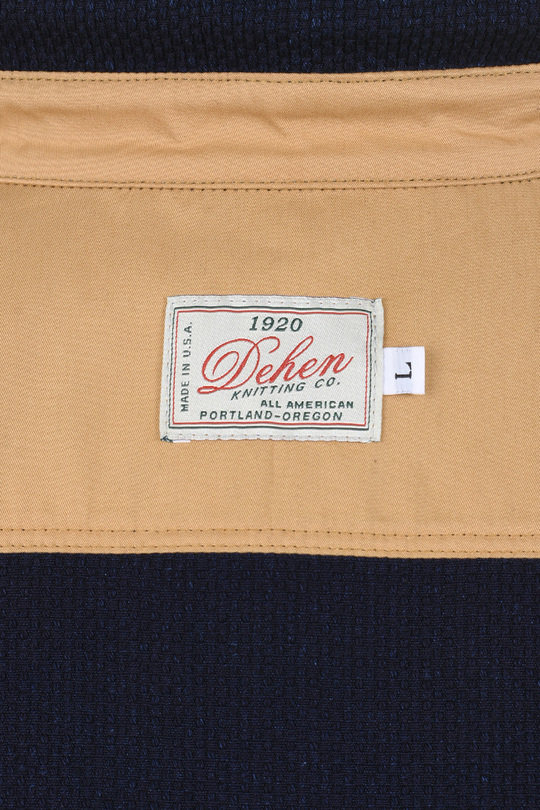 1920
Dehen
KNITTING CO.
ALL AMERICAN
PORTLAND-OREGON
MADE IN U.S.A.
L